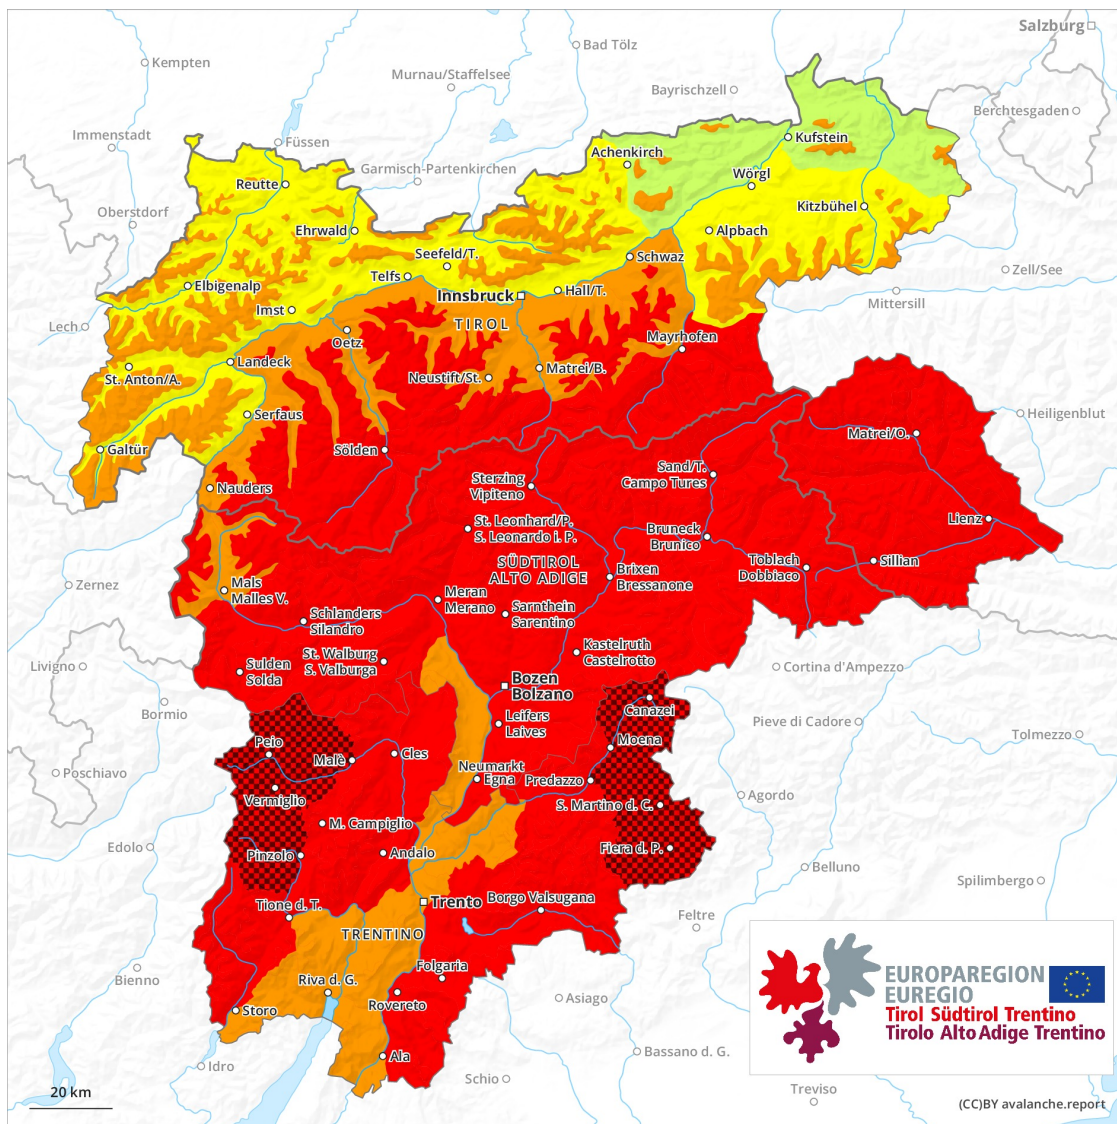 Salzburg
Bad Tölz
Kempten
Murnau/Staffelsee
Bayrischzell
Berchtesgaden
Immenstadt
Füssen
Kufstein
Achenkirch
Garmisch-Partenkirchen
Wörgl
Reutte
Kitzbühel
Oberstdorf
Ehrwald
Alpbach
Seefeld/T.
Schwaz
Zell/See
Telfs
Elbigenalp
Hall/T.
Innsbruck
Mittersill
Imst
TIROL
Lech
Oetz
Mayrhofen
Landeck
Matrei/B.
St. Anton/A.
Neustift/St.
Serfaus
Heiligenblut
Matrei/O.
Galtür
Sölden
Sand/T.
Campo Tures
Sterzing
Vipiteno
Nauders
Lienz
St. Leonhard/P.
S. Leonardo i. P.
Bruneck
Brunico
SÜDTIROL
ALTO ADIGE
Toblach
Dobbiaco
Sillian
Brixen
Bressanone
Zernez
Mals
Malles V.
Meran
Merano
Sarnthein
Sarentino
Schlanders
Silandro
Kastelruth
Castelrotto
St. Walburg
S. Valburga
Livigno
Sulden
Solda
Cortina d'Ampezzo
Bozen
Bolzano
Bormio
Canazei
Leifers
Laives
Pieve di Cadore
Tolmezzo
Peio
Moena
Cles
Malè
Poschiavo
Neumarkt
Egna
Predazzo
Vermiglio
Agordo
S. Martino d. C.
M. Campiglio
Edolo
Pinzolo
Andalo
Fiera d. P.
Belluno
Spilimbergo
Borgo Valsugana
Trento
Tione d. T.
Feltre
TRENTINO
Folgaria
Bienno
Riva d. G.
Rovereto
Asiago
Storo
EUROPAREGION
EUREGIO
Tirol Südtirol Trentino
Tirolo Alto Adige Trentino
Ala
Bassano d. G.
Idro
Schio
Treviso
20 km
(CC)BY avalanche.report